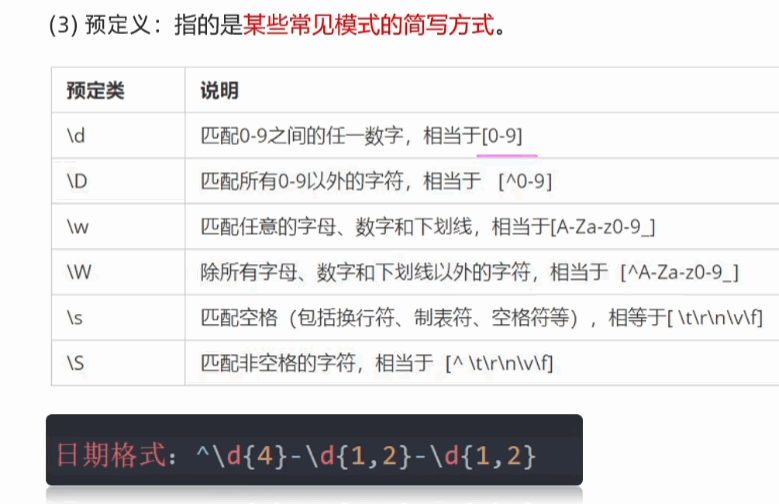 (3) 预定义：指的是某些常见模式的简写方式。
预定类 说明
\d 匹配0-9之间的任一数字，相当于[0-9]
\D 匹配所有0-9以外的字符，相当于 [^0-9]
\w 匹配任意的字母、数字和下划线，相当于[A-Za-z0-9_]
\W 除所有字母、数字和下划线以外的字符，相当于 [^A-Za-z0-9_]
\s 匹配空格（包括换行符、制表符、空格符等），相等于[ \t\r\n\v\f]
\S 匹配非空格的字符，相当于 [^ \t\r\n\v\f]
日期格式：^\d{4}-\d{1,2}-\d{1,2}